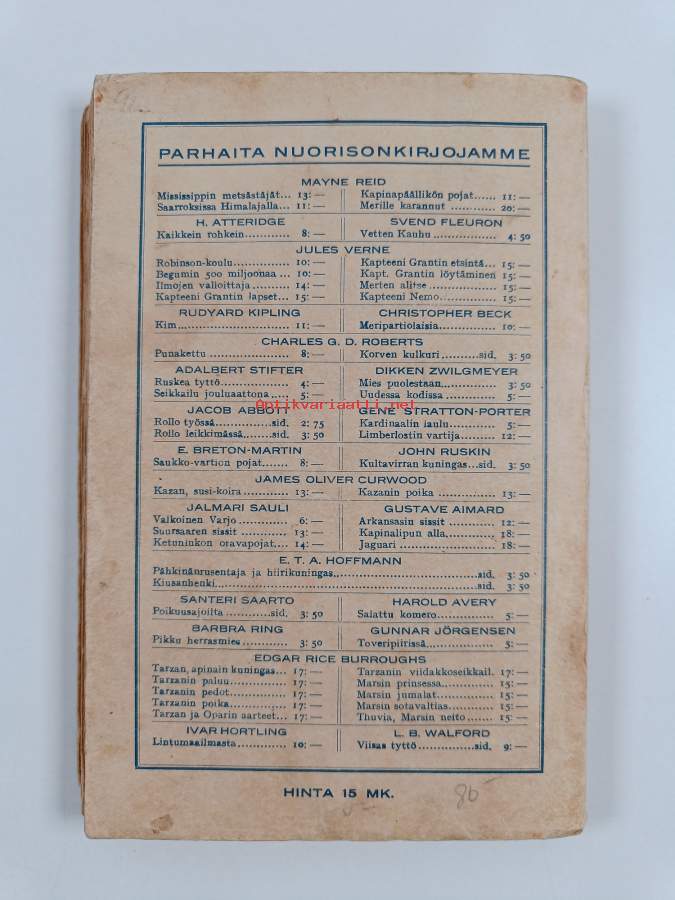 PARHAITA NUORISONKIRJOJAMME
MAYNE REID
Mississippin metsästäjät... 13: —
Saarroksissa Himalajalla... 11: —
Kapinapäällikön pojat...... 11: —
Merille karannut ........... 20: —
H. ATTERIDGE
Kaikkein rohkein............ 8: —
SVEND FLEURON
Vetten Kauhu ................ 4: 50
JULES VERNE
Robinson-koulu.............. 10: —
Begumin 500 miljoonaa ... 10: —
Ilmojen valloittaja .......... 14: —
Kapteeni Grantin lapset... 15: —
Kapteeni Grantin etsintä... 15: —
Kapt. Grantin löytäminen 15: —
Merten alitse ................ 15: —
Kapteeni Nemo.............. 15: —
RUDYARD KIPLING
Kim........................... 11: —
CHRISTOPHER BECK
Meripartiolaisia............. 10: —
CHARLES G. D. ROBERTS
Punakettu .................... 8: —
Korven kulkuri ..........sid. 3: 50
ADALBERT STIFTER
Ruskea tyttö................. 4: —
Seikkailu jouluaattona ..... 5: —
DIKKEN ZWILGMEYER
Mies puolestaan............. 3: 50
Uudessa kodissa ............ 5: —
Antikvariaatti.net
JACOB ABBOTT
Rollo työssä..............sid. 2: 75
Rollo leikkimässä........sid. 3: 50
GENE STRATTON-PORTER
Kardinaalin laulu............ 5: —
Limberlostin vartija ........ 12: —
E. BRETON-MARTIN
Saukko-vartion pojat....... 8: —
JOHN RUSKIN
Kultavirran kuningas...sid. 3: 50
JAMES OLIVER CURWOOD
Kazan, susi-koira ........... 13: —
Kazanin poika .............. 13: —
JALMARI SAULI
Valkoinen Varjo ............. 6: —
Suursaaren sissit ............ 13: —
Ketunlinkon oravapojat.... 14: —
GUSTAVE AIMARD
Arkansasin sissit ............ 12: —
Kapinalipun alla............. 18: —
Jaguari ....................... 18: —
E. T. A. HOFFMANN
Pähkinänrusentaja ja hiirikuningas.......................................sid. 3: 50
Kiusanhenki.................................................................sid. 3: 50
SANTERI SAARTO
Poikuusajoilta ............sid. 3: 50
HAROLD AVERY
Salattu komero.............. 5: —
BARBRA RING
Pikku herrasmies............ 3: 50
GUNNAR JÖRGENSEN
Toveripiirissä................ 5: —
EDGAR RICE BURROUGHS
Tarzan, apinain kuningas... 17: —
Tarzanin paluu.............. 17: —
Tarzanin pedot.............. 17: —
Tarzanin poika.............. 17: —
Tarzan ja Oparin aarteet... 17: —
Tarzanin viidakkoseikkail. 17: —
Marsin prinsessa............. 15: —
Marsin jumalat.............. 15: —
Marsin sotavaltias........... 15: —
Thuvia, Marsin neito ....... 15: —
IVAR HORTLING
Lintumaailmasta............. 10: —
L. B. WALFORD
Viisas tyttö ................sid. 9: —
HINTA 15 MK.